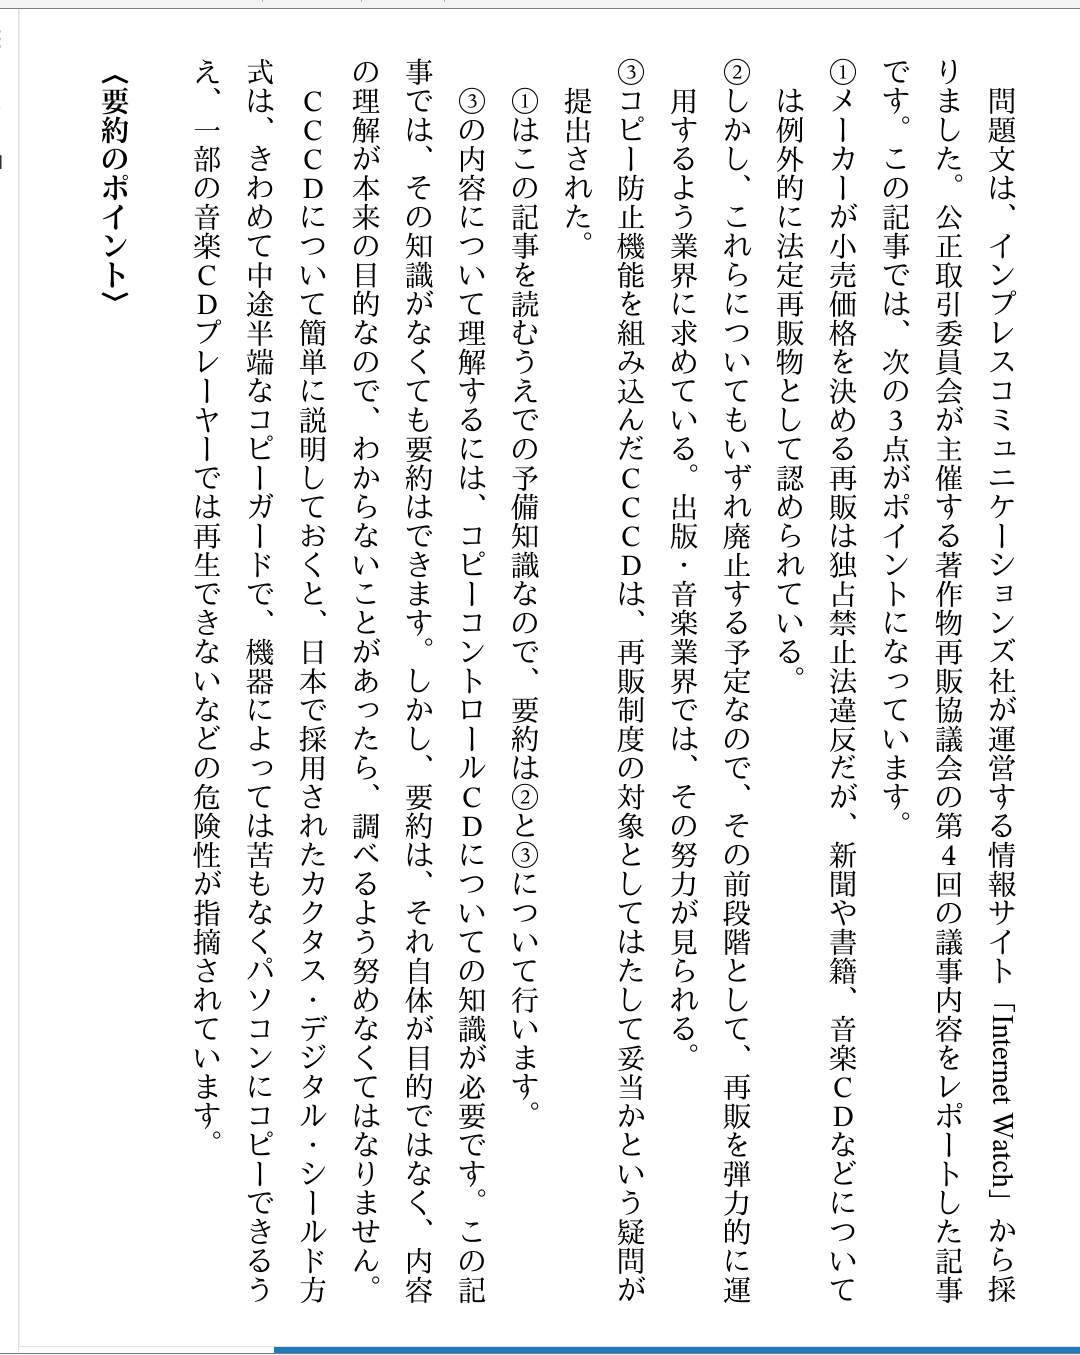 問題文は、インプレスコミュニケーションズ社が運営する情報サイト「Internet Watch」から採
りました。公正取引委員会が主催する著作物再販協議会の第4回の議事内容をレポートした記事
です。この記事では、次の3点がポイントになっています。
①メーカーが小売価格を決める再販は独占禁止法違反だが、新聞や書籍、音楽CDなどについて
は例外的に法定再販物として認められている。
②しかし、これらについてもいずれ廃止する予定なので、その前段階として、再販を弾力的に運
用するよう業界に求めている。出版・音楽業界では、その努力が見られる。
③コピー防止機能を組み込んだCCCDは、再販制度の対象としてはたして妥当かという疑問が
提出された。
①はこの記事を読むうえでの予備知識なので、要約は②と③について行います。
③の内容について理解するには、コピーコントロールCDについての知識が必要です。この記
事では、その知識がなくても要約はできます。しかし、要約は、それ自体が目的ではなく、内容
の理解が本来の目的なので、わからないことがあったら、調べるよう努めなくてはなりません。
CCCDについて簡単に説明しておくと、日本で採用されたカクタス・デジタル・シールド方
式は、きわめて中途半端なコピーガードで、機器によっては苦もなくパソコンにコピーできるう
え、一部の音楽CDプレーヤーでは再生できないなどの危険性が指摘されています。
〈要約のポイント〉